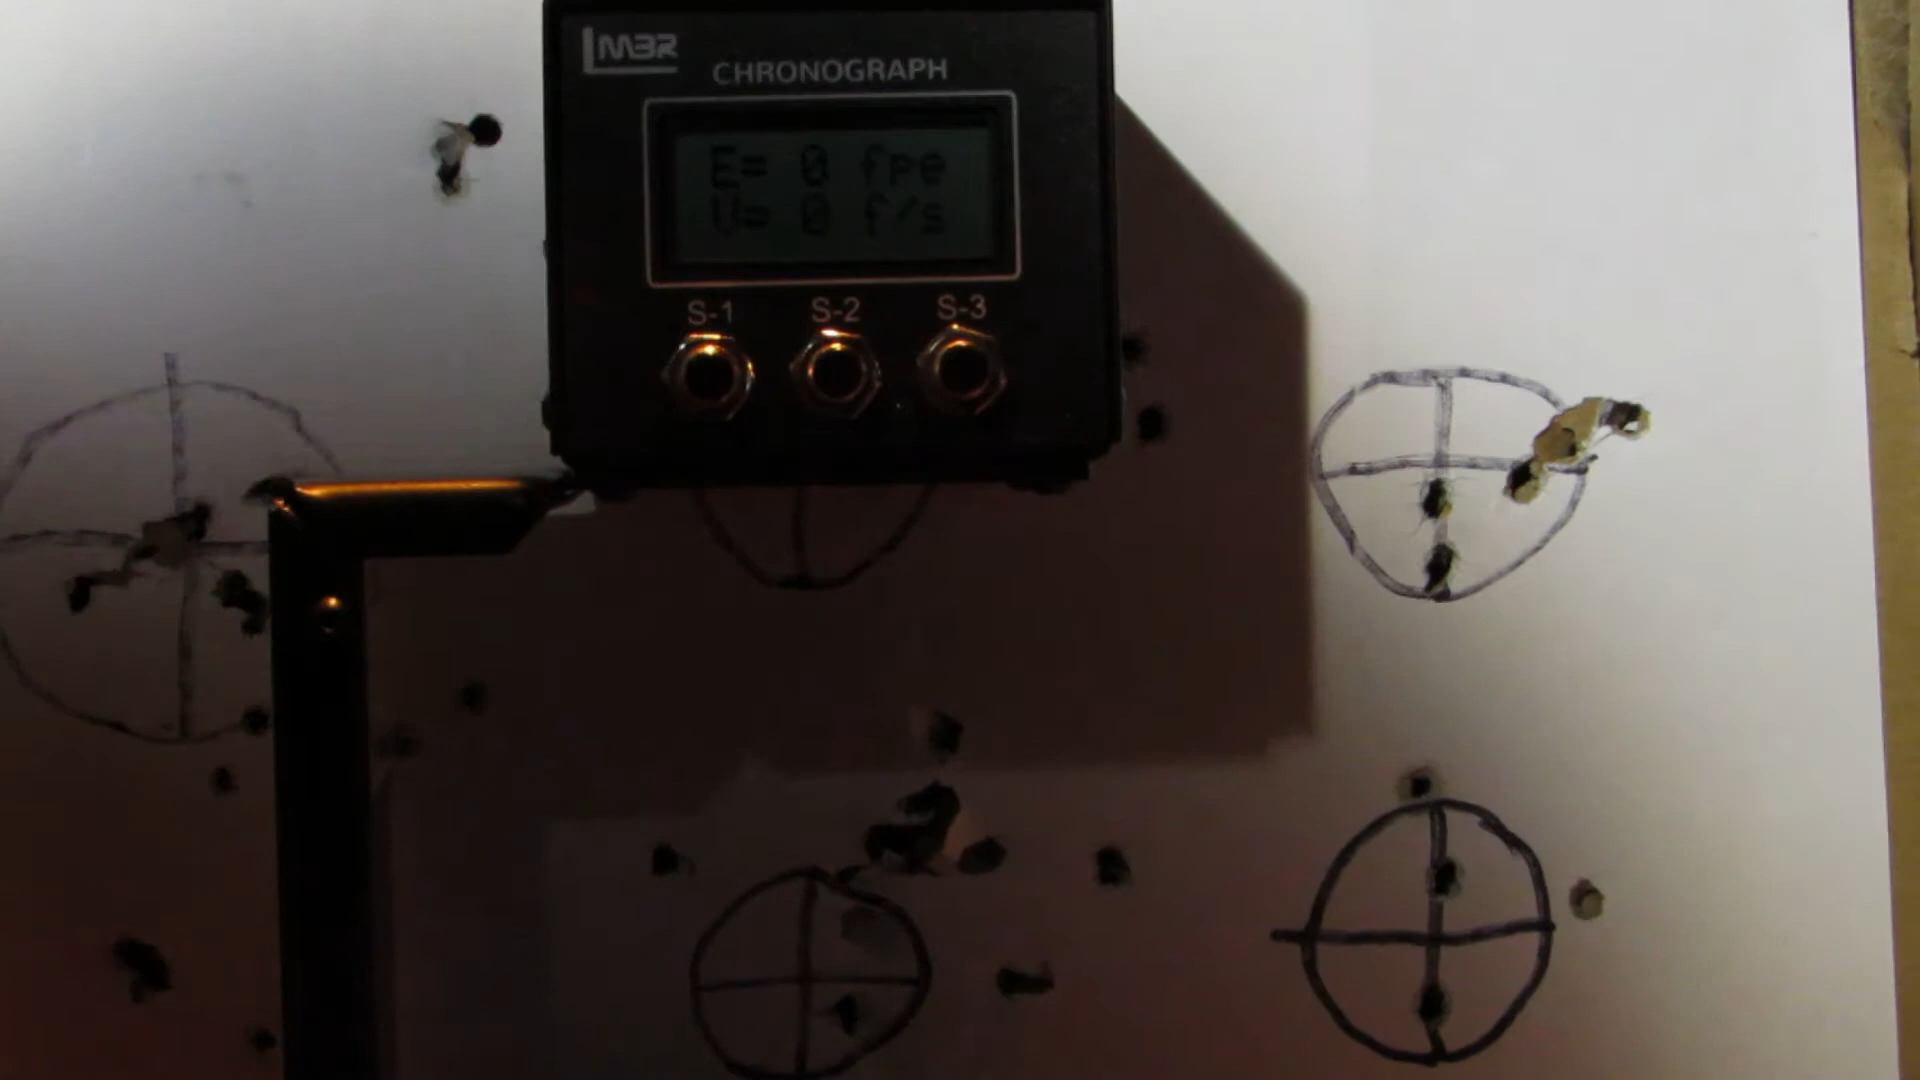 LMBR
CHRONOGRAPH
E= 0 fpe
V= 0 f/s
S-1 S-2 S-3